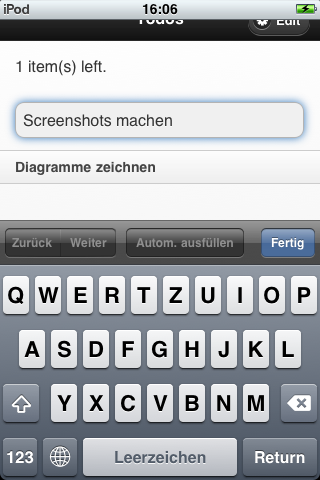 iPod 16:06
Todos Edit
1 item(s) left.
Screenshots machen
Diagramme zeichnen
Zurück Weiter Autom. ausfüllen Fertig
Q W E R T Z U I O P
A S D F G H J K L
Y X C V B N M
123 Leerzeichen Return